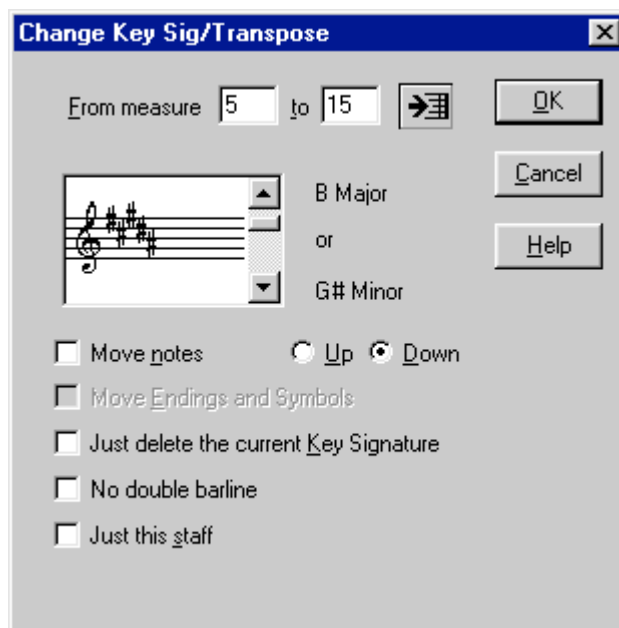 Change Key Sig/Transpose
From measure 5 to 15
OK
Cancel
Help
B Major
or
G# Minor
Move notes
Up
Down
Move Endings and Symbols
Just delete the current Key Signature
No double barline
Just this staff